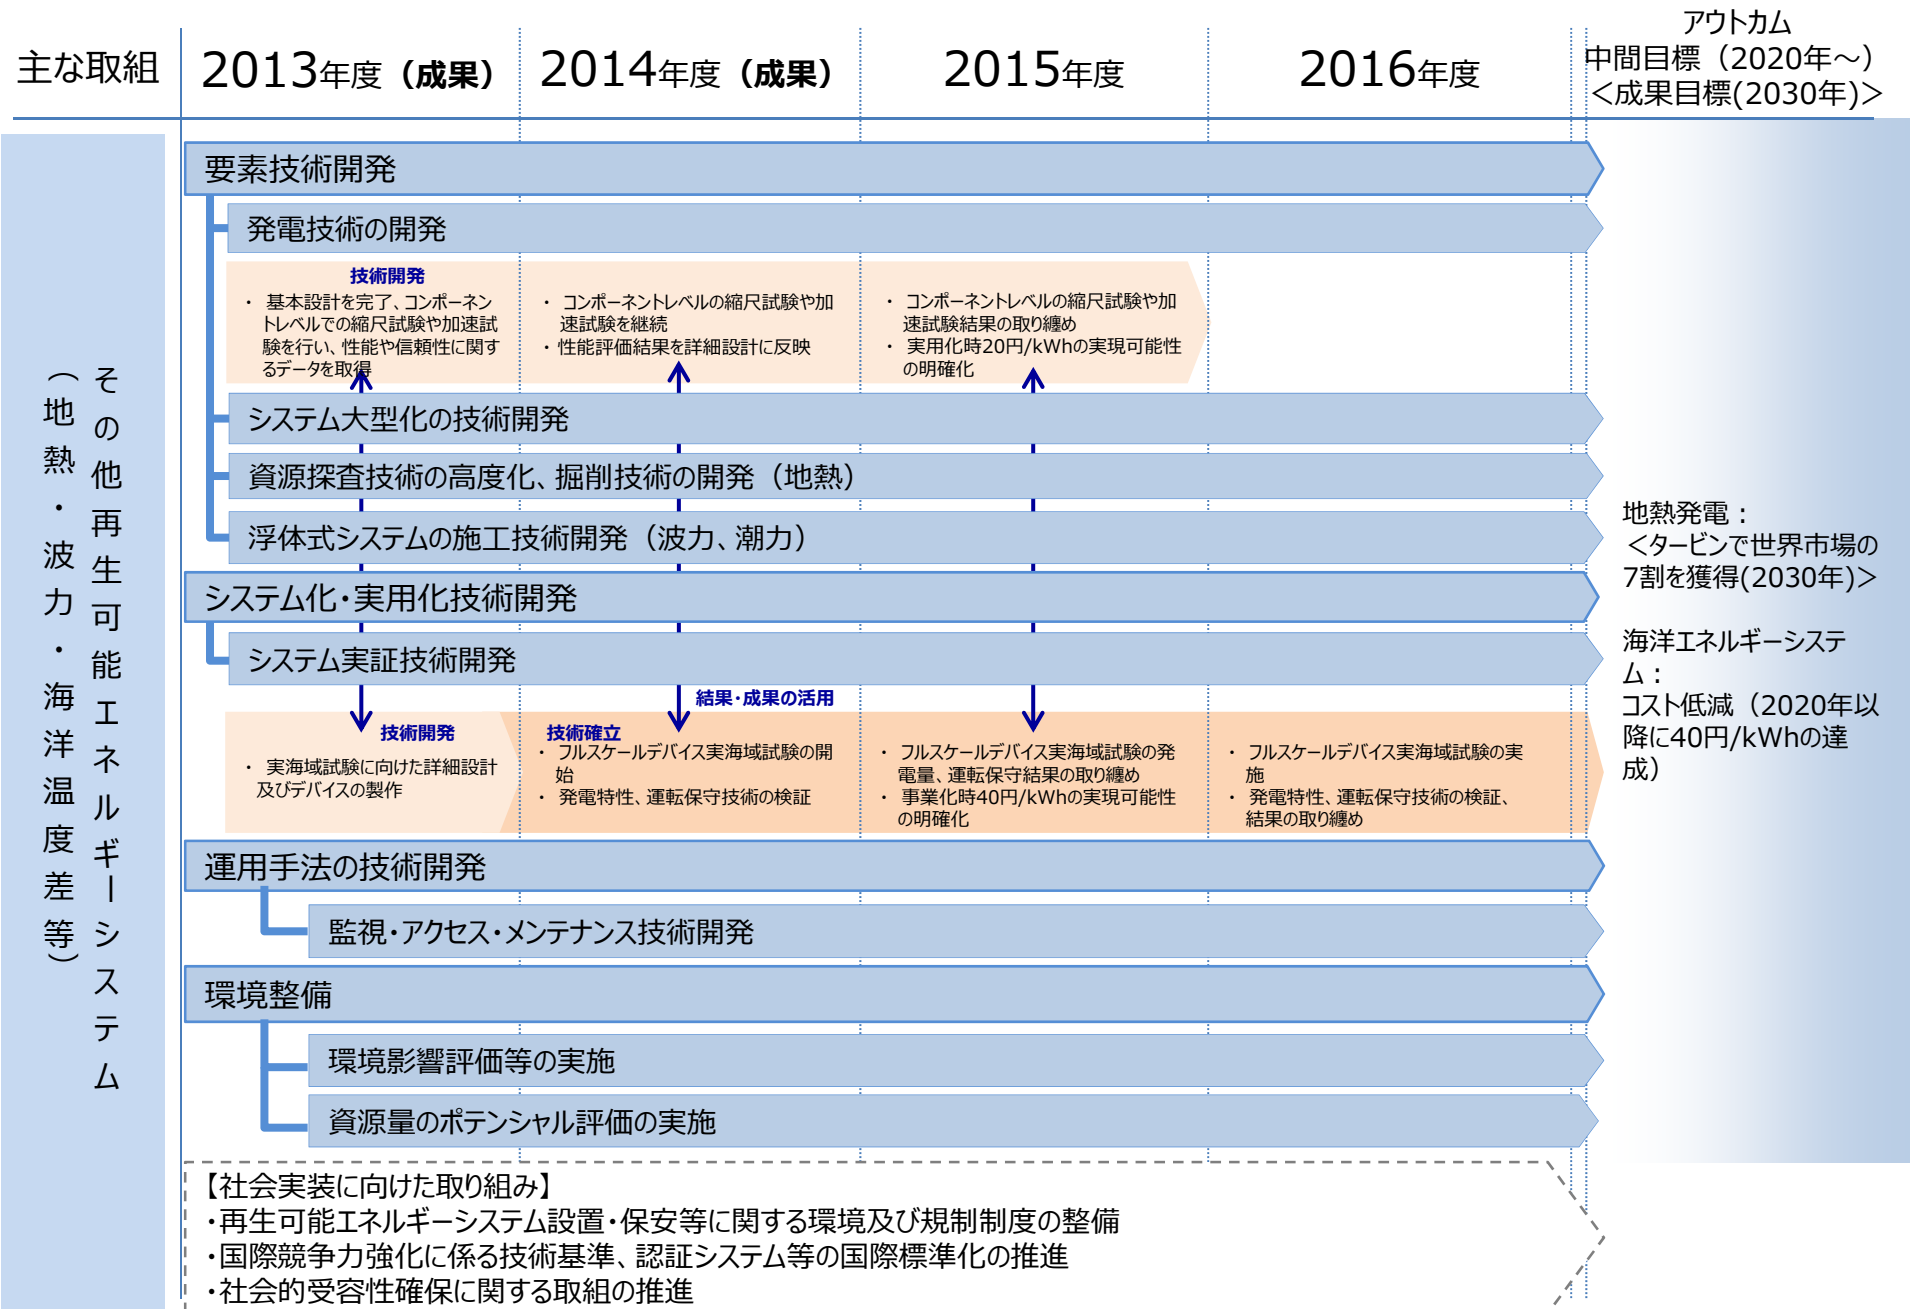 アウトカム
中間目標（2020年～）
＜成果目標(2030年)＞
主な取組
2013年度（成果）
2014年度（成果）
2015年度
2016年度
その他再生可能エネルギーシステム
（地熱・波力・海洋温度差等）
要素技術開発
発電技術の開発
技術開発
・ 基本設計を完了、コンポーネン
トレベルでの縮尺試験や加速試
験を行い、性能や信頼性に関す
るデータを取得
・ コンポーネントレベルの縮尺試験や加
速試験を継続
・性能評価結果を詳細設計に反映
・ コンポーネントレベルの縮尺試験や加
速試験結果の取り纏め
・ 実用化時20円/kWhの実現可能性
の明確化
システム大型化の技術開発
資源探査技術の高度化、掘削技術の開発（地熱）
浮体式システムの施工技術開発（波力、潮力）
システム化・実用化技術開発
システム実証技術開発
結果・成果の活用
技術開発
・ 実海域試験に向けた詳細設計
及びデバイスの製作
技術確立
・ フルスケールデバイス実海域試験の開
始
・ 発電特性、運転保守技術の検証
・ フルスケールデバイス実海域試験の発
電量、運転保守結果の取り纏め
・ 事業化時40円/kWhの実現可能性
の明確化
・ フルスケールデバイス実海域試験の実
施
・ 発電特性、運転保守技術の検証、
結果の取り纏め
運用手法の技術開発
監視・アクセス・メンテナンス技術開発
環境整備
環境影響評価等の実施
資源量のポテンシャル評価の実施
地熱発電：
＜タービンで世界市場の
7割を獲得(2030年)＞
海洋エネルギーシステ
ム：
コスト低減（2020年以
降に40円/kWhの達
成）
【社会実装に向けた取り組み】
・再生可能エネルギーシステム設置・保安等に関する環境及び規制制度の整備
・国際競争力強化に係る技術基準、認証システム等の国際標準化の推進
・社会的受容性確保に関する取組の推進